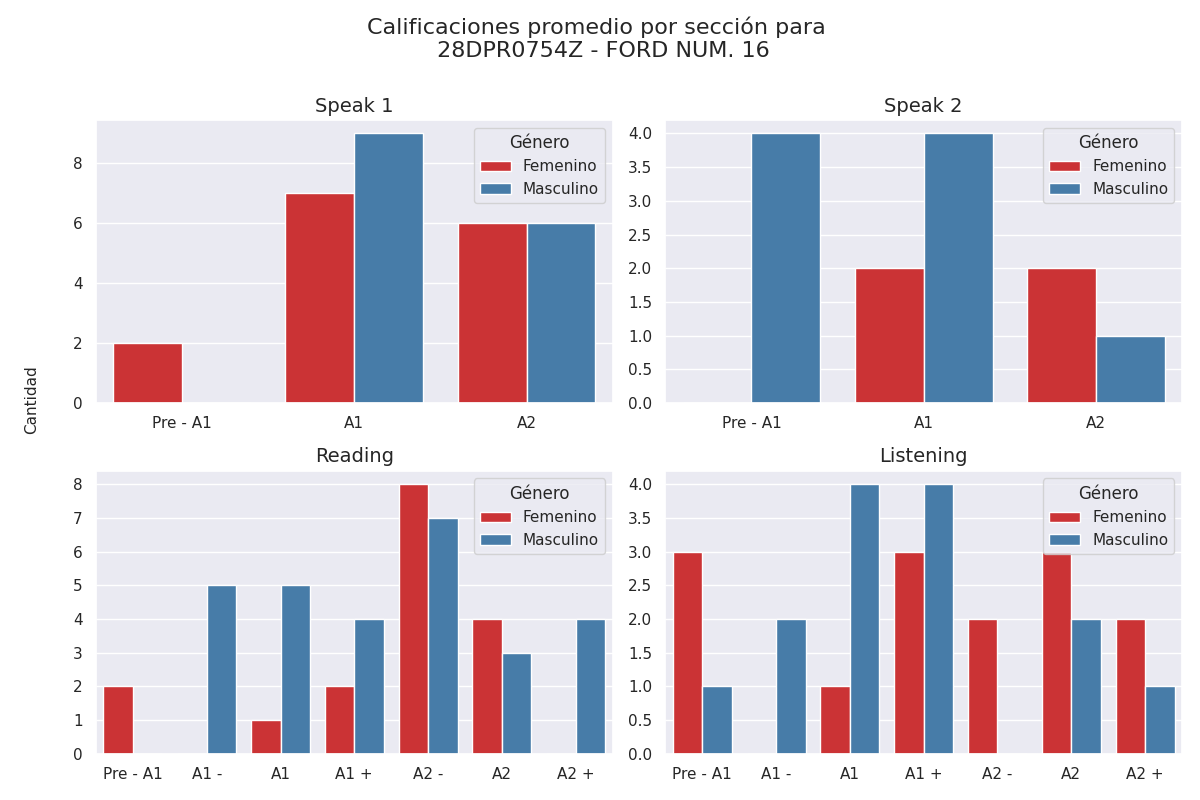 Calificaciones promedio por sección para
28DPR0754Z - FORD NUM. 16
Cantidad
Speak 1
Género
Femenino
Masculino
8
6
4
2
0
Pre - A1 A1 A2
Speak 2
Género
Femenino
Masculino
4.0
3.5
3.0
2.5
2.0
1.5
1.0
0.5
0.0
Pre - A1 A1 A2
Reading
Género
Femenino
Masculino
8
7
6
5
4
3
2
1
0
Pre - A1 A1 - A1 A1 + A2 - A2 A2 +
Listening
Género
Femenino
Masculino
4.0
3.5
3.0
2.5
2.0
1.5
1.0
0.5
0.0
Pre - A1 A1 - A1 A1 + A2 - A2 A2 +